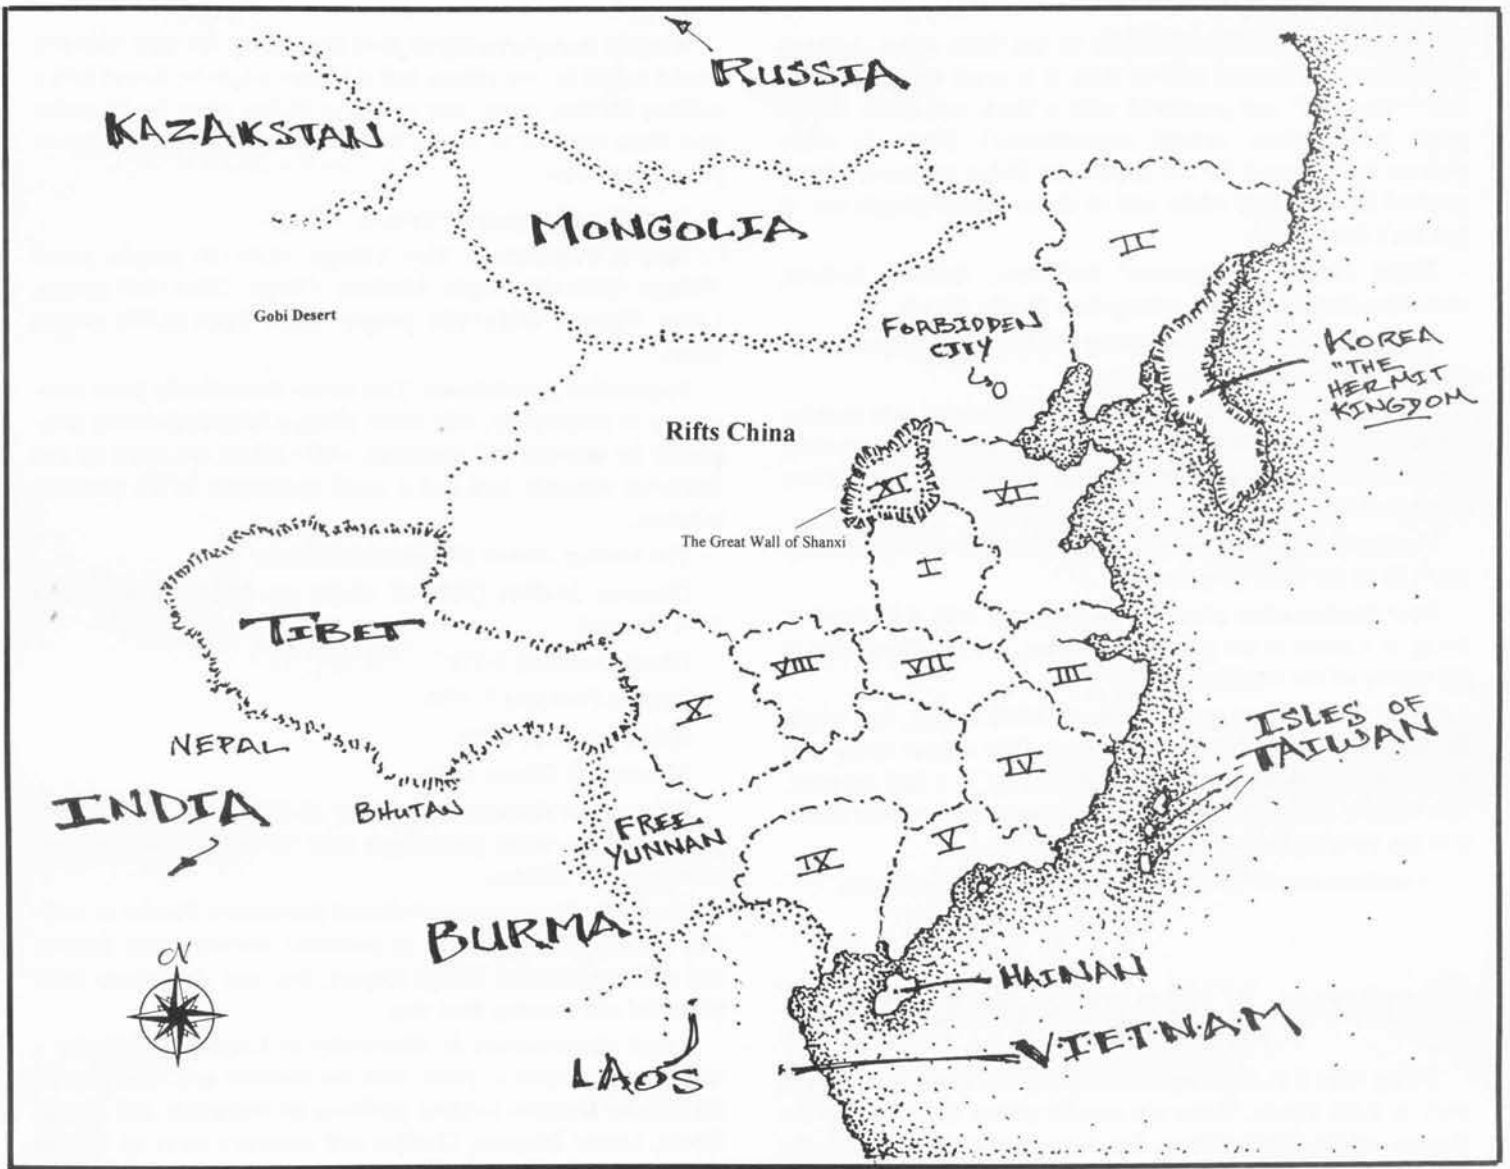 RUSSIA
KAZAKSTAN
MONGOLIA
II
Gobi Desert
FORBIDDEN
CITY
KOREA
"THE
HERMIT
KINGDOM
Rifts China
XI
VI
The Great Wall of Shanxi
I
TIBET
VIII
VII
III
X
NEPAL
ISLES OF
TAIWAN
IV
INDIA
BHUTAN
FREE
YUNNAN
V
IX
BURMA
N
HAINAN
V·I·E·T·N·A·M
LAOS